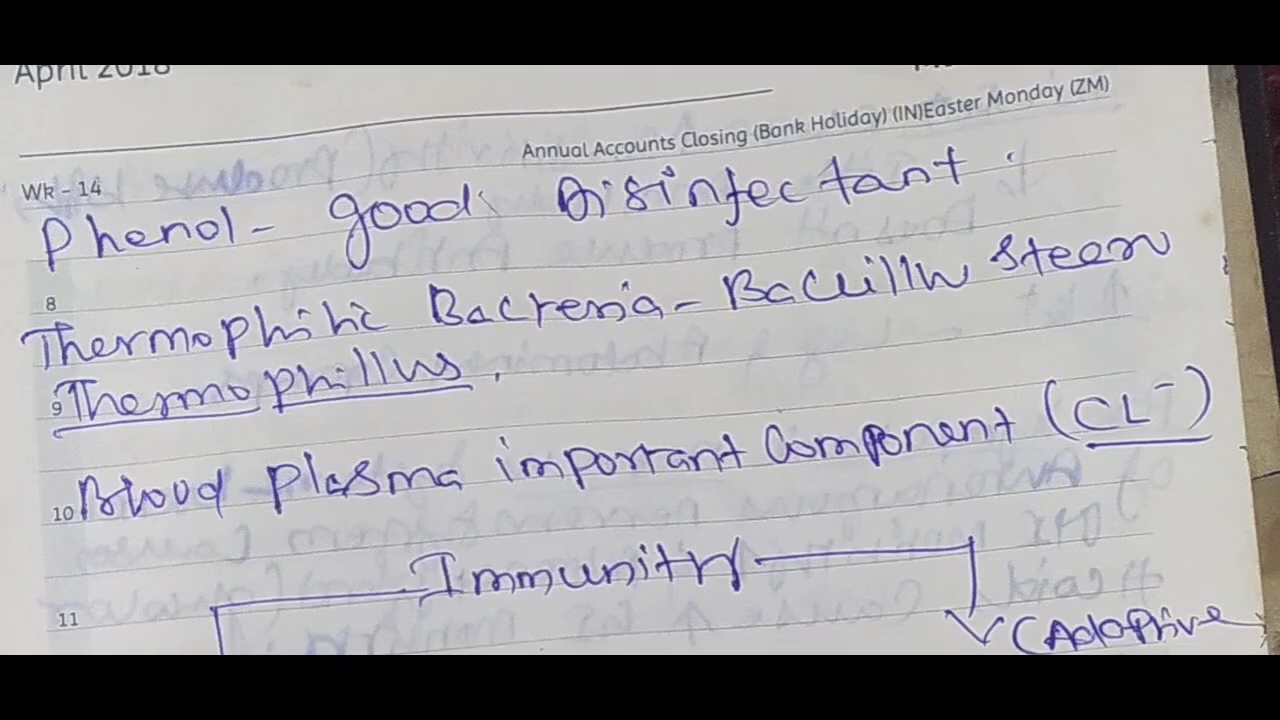 April 2018
Annual Accounts Closing (Bank Holiday) (IN)Easter Monday (ZM)
Wk - 14
Phenol - good Disinfectant.
8
Thermophilic Bacteria - Bacillus Stearo
9 Thermophillus.
10 Blood plasma important Component (CL⁻)
Immunity
11
(Adaptive